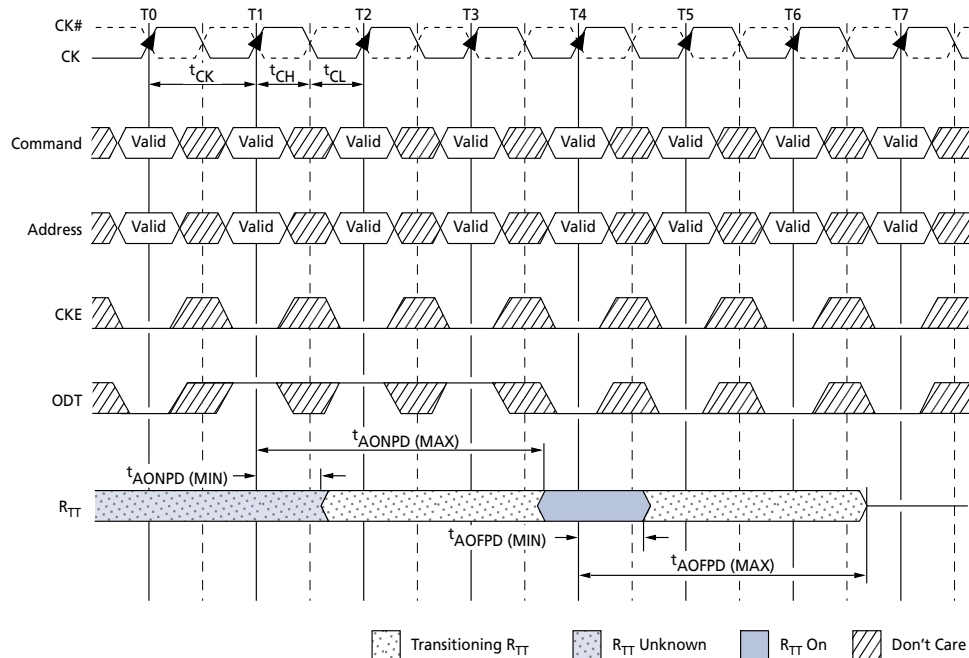 T0 T1 T2 T3 T4 T5 T6 T7
CK#
CK
tCK tCH tCL
Command Valid Valid Valid Valid Valid Valid Valid Valid
Address Valid Valid Valid Valid Valid Valid Valid Valid
CKE
ODT
tAONPD (MAX)
tAONPD (MIN)
RTT
tAOFPD (MIN)
tAOFPD (MAX)
Transitioning RTT RTT Unknown RTT On Don't Care